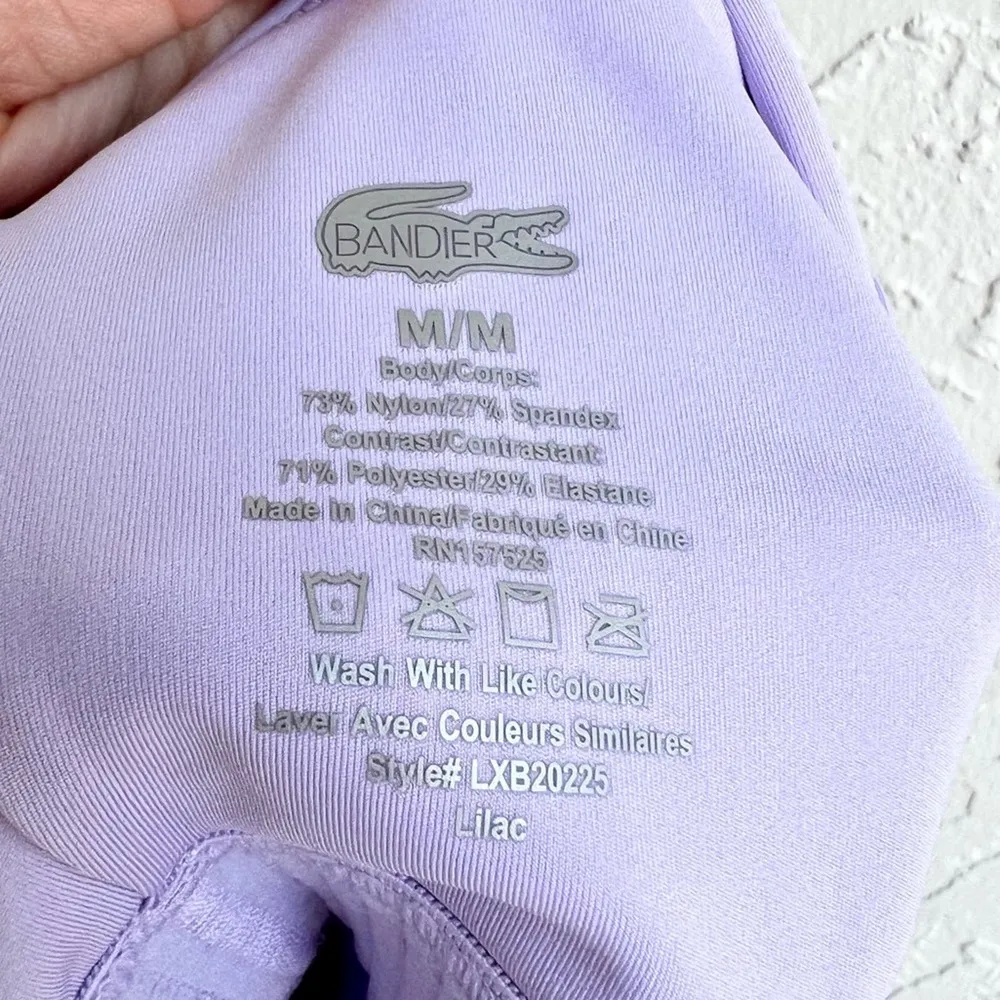 BANDIER
M/M
Body/Corps:
73% Nylon/27% Spandex
Contrast/Contrastant:
71% Polyester/29% Elastane
Made in China/Fabriqué en Chine
RN157525
Wash With Like Colours/
Laver Avec Couleurs Similaires
Style# LXB20225
Lilac